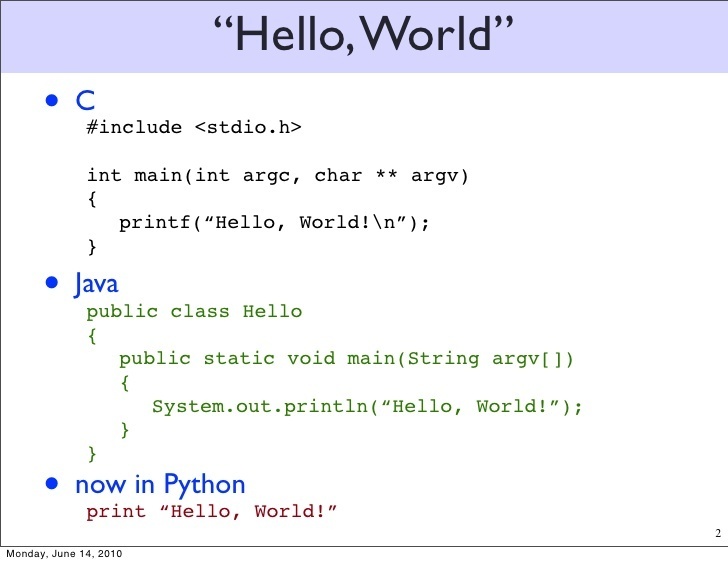 “Hello, World”
• C
#include <stdio.h>
int main(int argc, char ** argv)
{
printf(“Hello, World!\n”);
}
• Java
public class Hello
{
public static void main(String argv[])
{
System.out.println(“Hello, World!”);
}
}
• now in Python
print “Hello, World!”
2
Monday, June 14, 2010